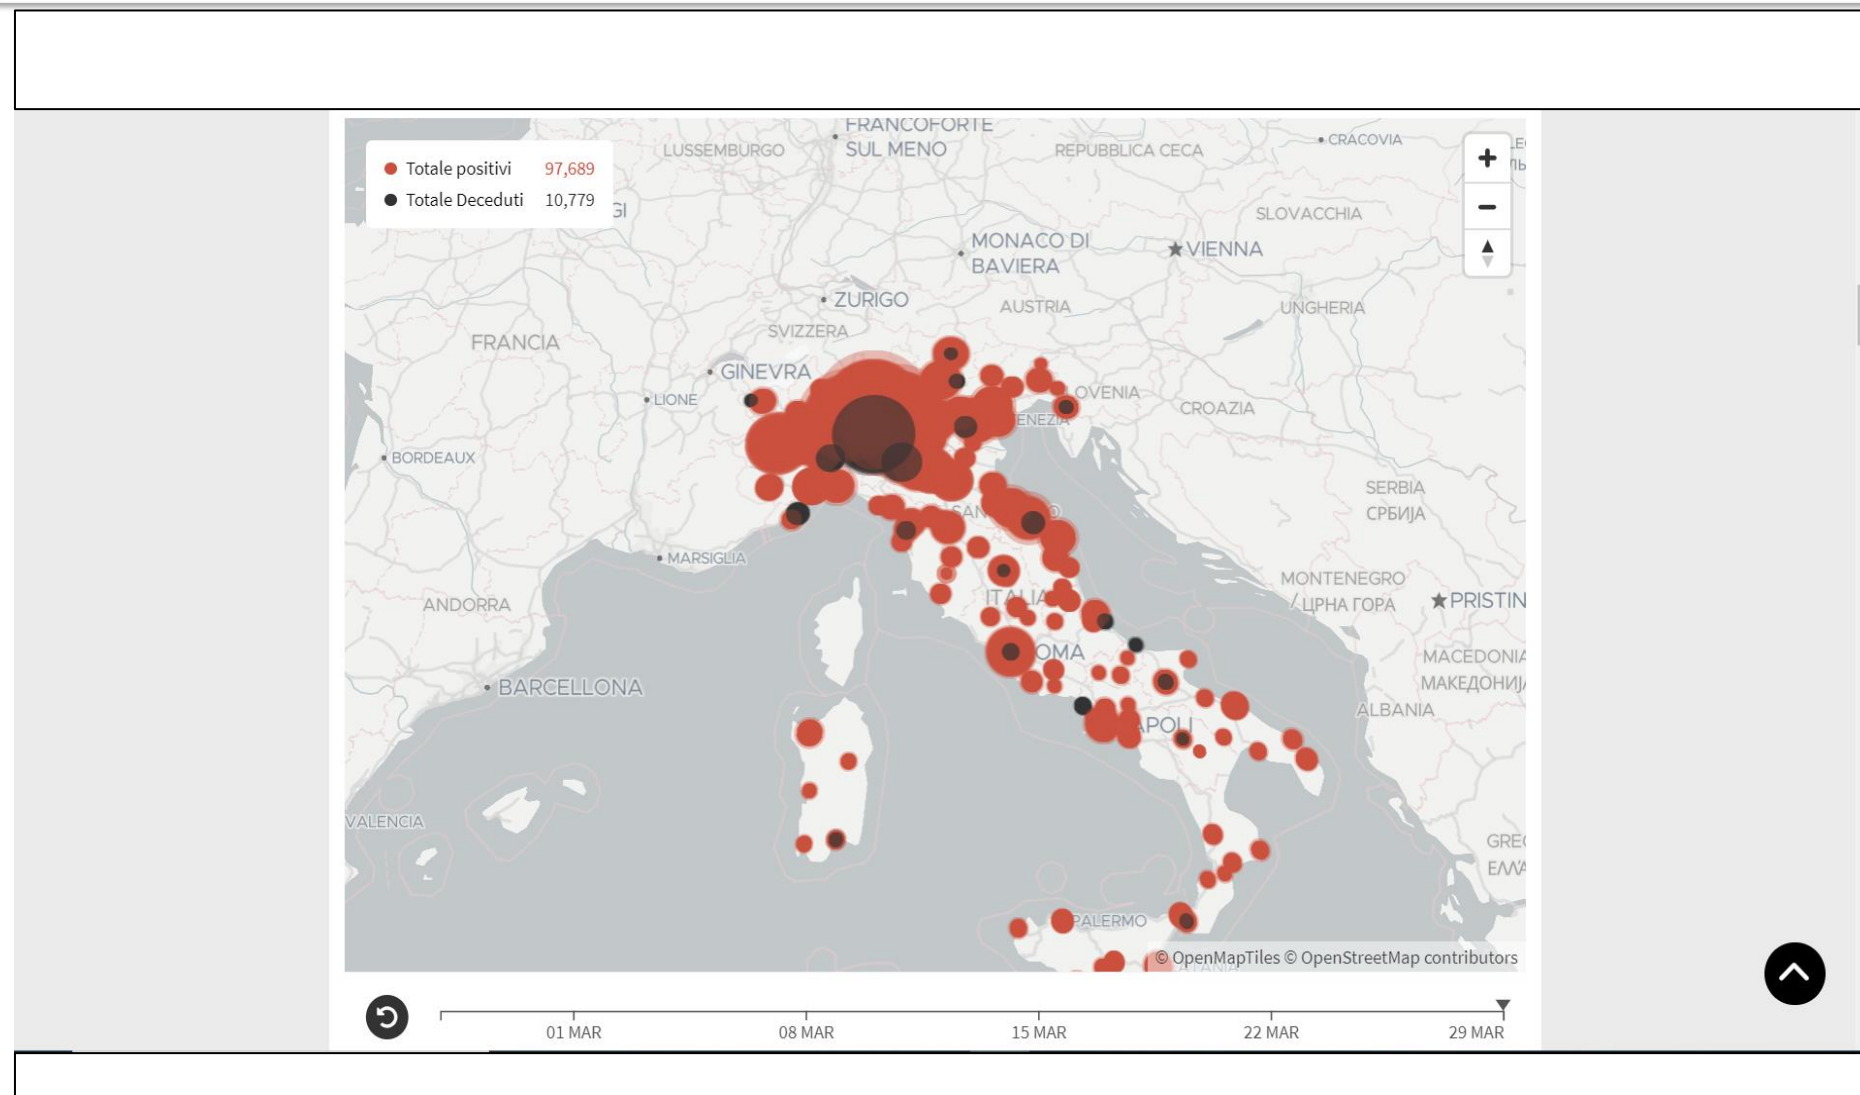 FRANCOFORTE
SUL MENO
LUSSEMBURGO
REPUBBLICA CECA
CRACOVIA
Totale positivi 97,689
Totale Deceduti 10,779
SLOVACCHIA
MONACO DI
BAVIERA
VIENNA
ZURIGO
AUSTRIA
UNGHERIA
SVIZZERA
FRANCIA
GINEVRA
LIONE
OVENIA
CROAZIA
ENEZIA
BORDEAUX
SERBIA
СРБИЈА
SAN
MARSIGLIA
MONTENEGRO
/ ЦРНА ГОРА
ANDORRA
ITALIA
PRISTIN
OMA
MACEDONIA
МАКЕДОНИЈ
BARCELLONA
ALBANIA
APOLI
VALENCIA
GREC
ΕΛΛΆ
PALERMO
© OpenMapTiles © OpenStreetMap contributors
01 MAR 08 MAR 15 MAR 22 MAR 29 MAR